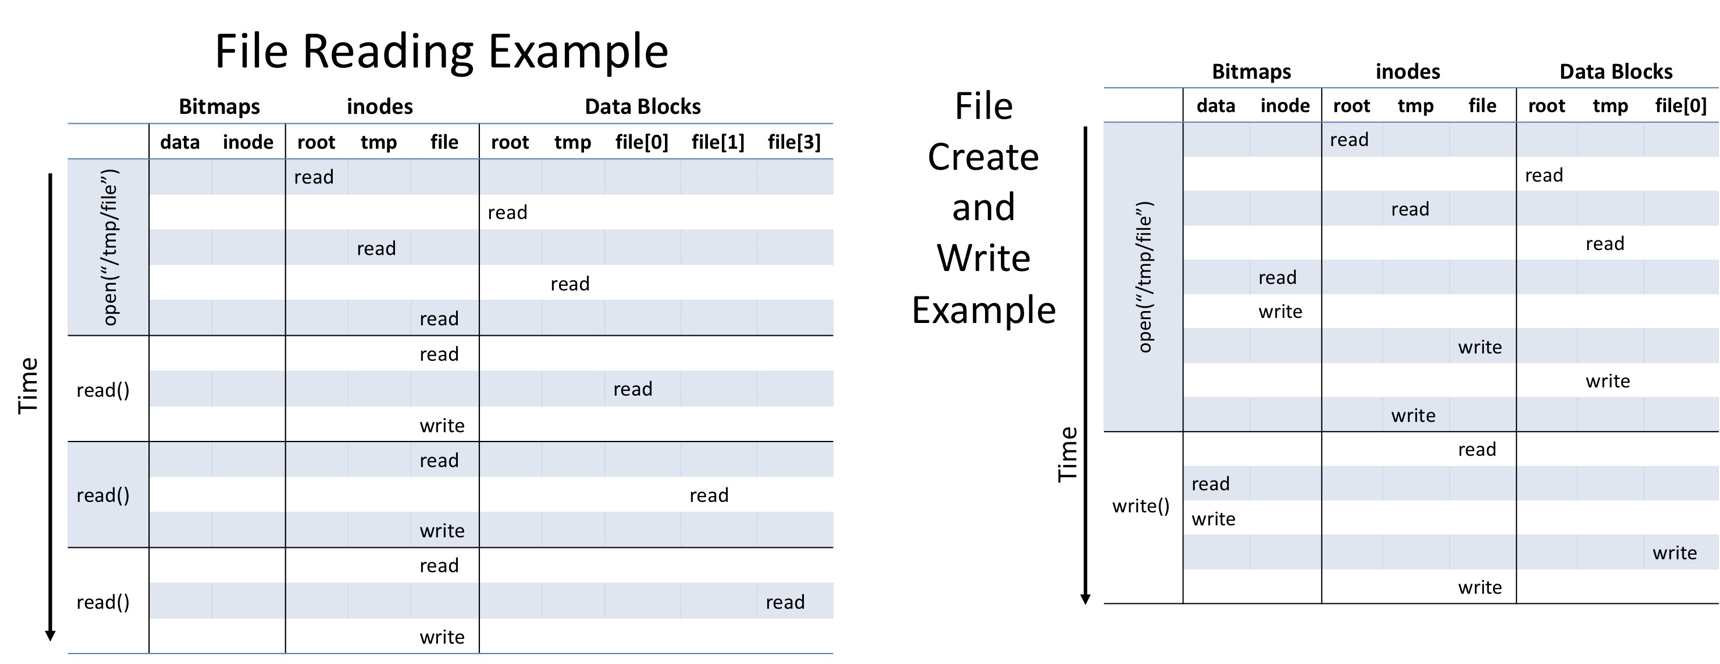 File Reading Example
Bitmaps inodes Data Blocks
data inode root tmp file root tmp file[0] file[1] file[3]
Time
open(“/tmp/file”)
read
read
read
read
read
read()
read
read
write
read()
read
read
write
read()
read
read
write
File
Create
and
Write
Example
Bitmaps inodes Data Blocks
data inode root tmp file root tmp file[0]
Time
open(“/tmp/file”)
read
read
read
read
read
write
write
write
write
write()
read
read
write
write
write